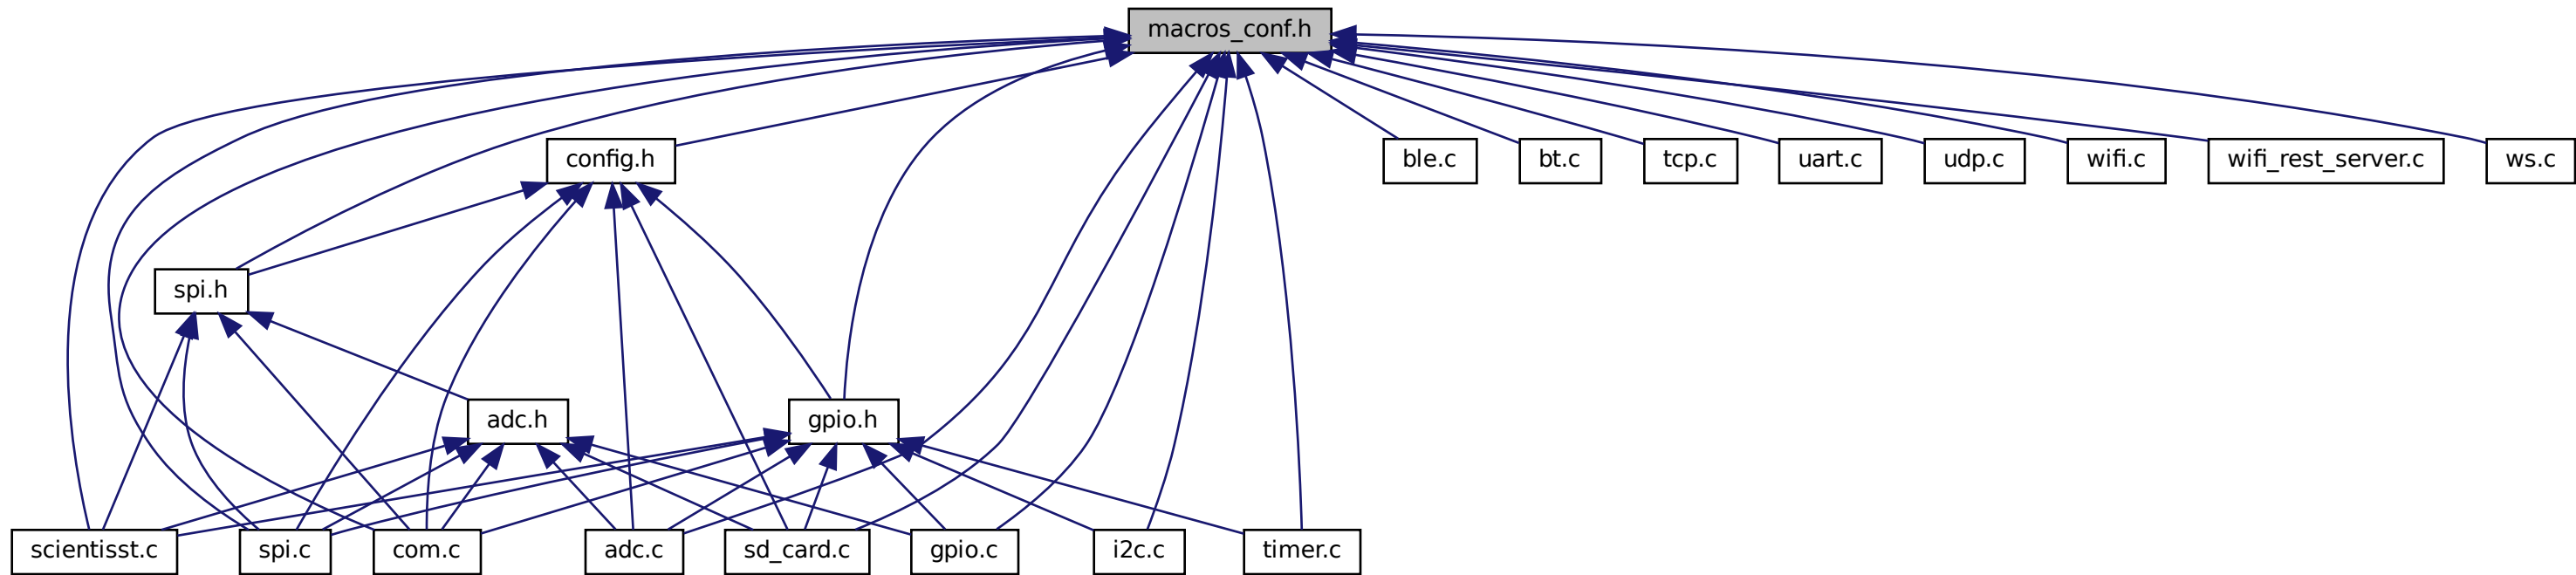 macros_conf.h
config.h
ble.c
bt.c
tcp.c
uart.c
udp.c
wifi.c
wifi_rest_server.c
ws.c
spi.h
adc.h
gpio.h
scientisst.c
spi.c
com.c
adc.c
sd_card.c
gpio.c
i2c.c
timer.c